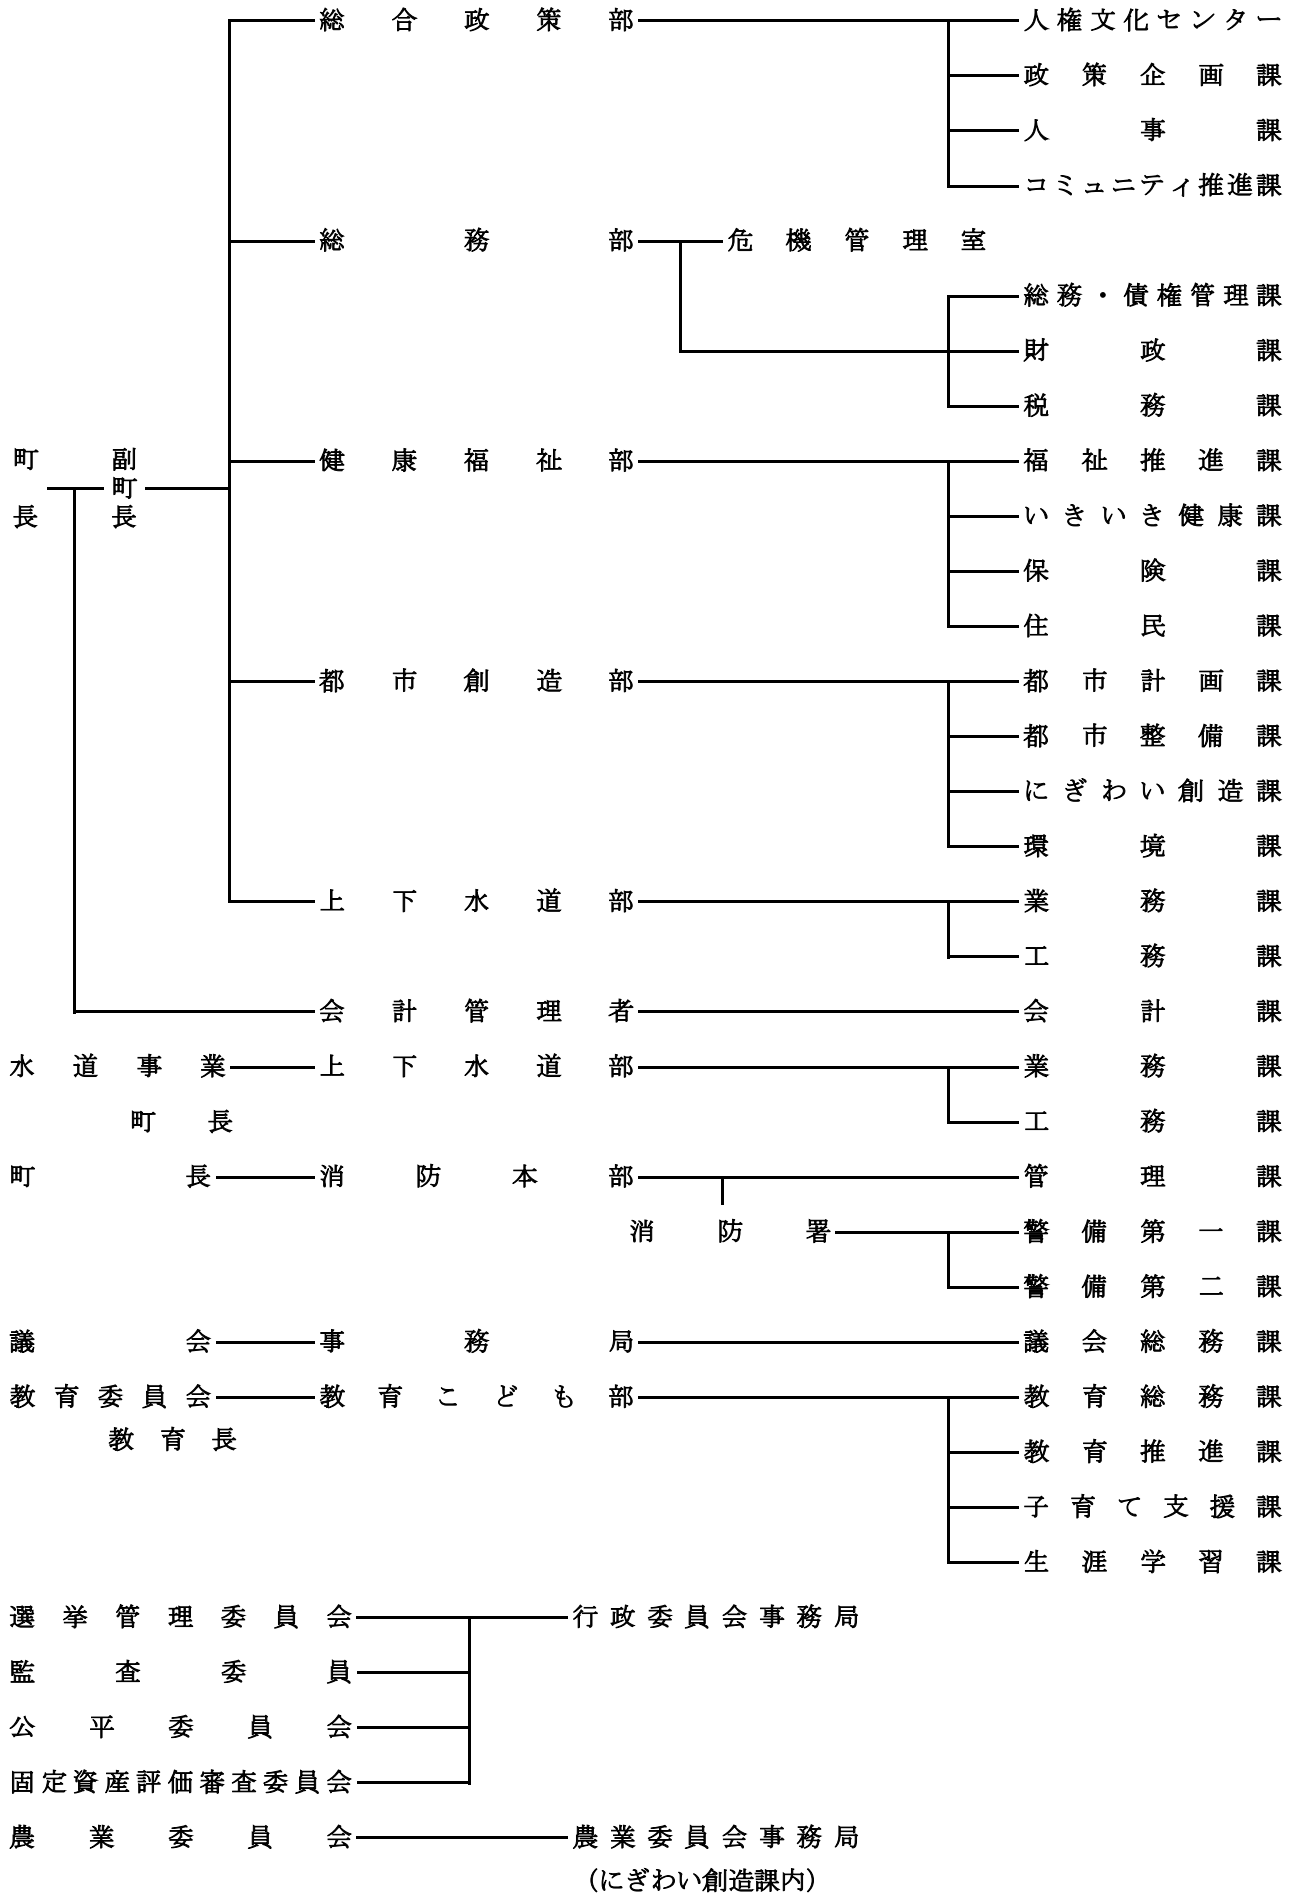 総合政策部 人権文化センター
政策企画課
人事課
コミュニティ推進課
総務部 危機管理室
総務・債権管理課
財政課
税務課
町長 副町長 健康福祉部 福祉推進課
いきいき健康課
保険課
住民課
都市創造部 都市計画課
都市整備課
にぎわい創造課
環境課
上下水道部 業務課
工務課
会計管理者 会計課
水道事業 上下水道部 業務課
町長 工務課
町長 消防本部 管理課
消防署 警備第一課
警備第二課
議会 事務局 議会総務課
教育委員会 教育こども部 教育総務課
教育長
教育推進課
子育て支援課
生涯学習課
選挙管理委員会 行政委員会事務局
監査委員
公平委員会
固定資産評価審査委員会
農業委員会 農業委員会事務局
(にぎわい創造課内)